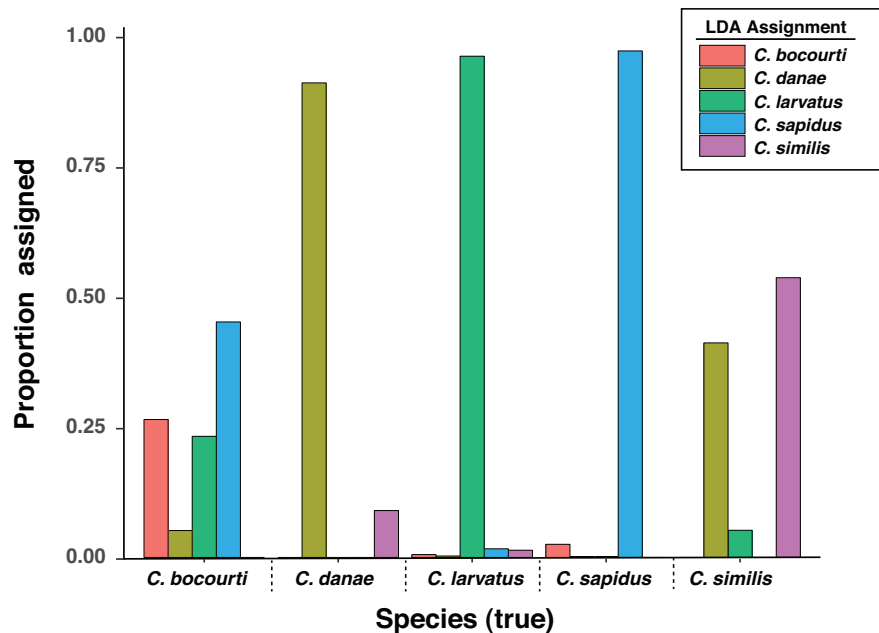 LDA Assignment
C. bocourti
C. danae
C. larvatus
C. sapidus
C. similis
Proportion assigned
1.00
0.75
0.50
0.25
0.00
C. bocourti
C. danae
C. larvatus
C. sapidus
C. similis
Species (true)